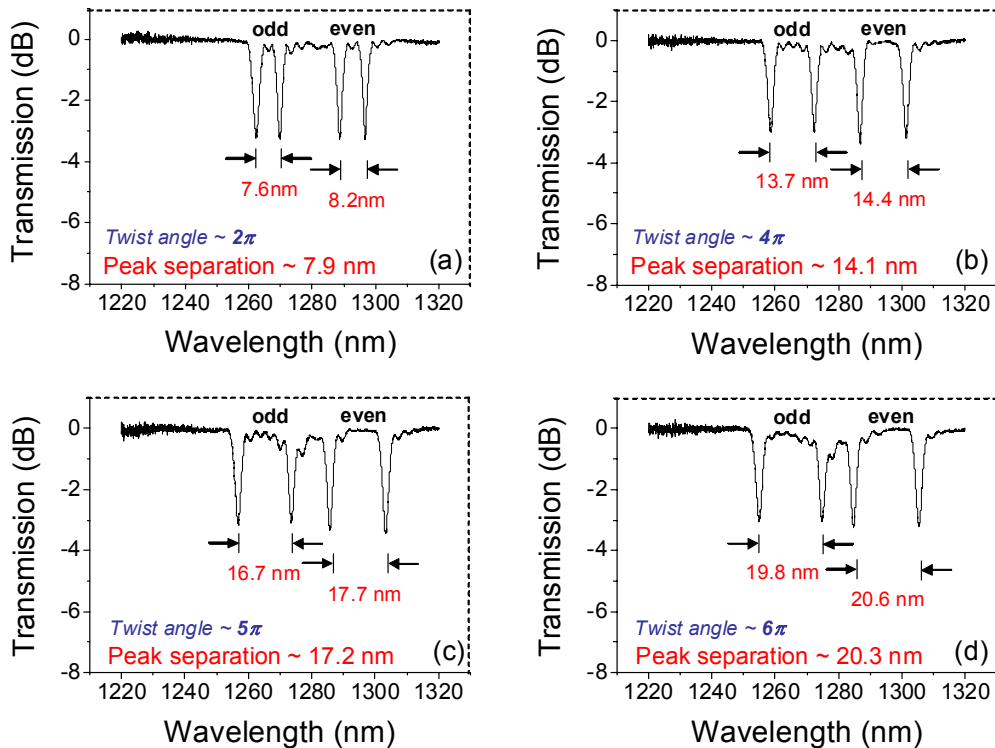 odd even
Transmission (dB)
0
-2
-4
-6
-8
7.6nm
8.2nm
Twist angle ~ 2π
Peak separation ~ 7.9 nm
(a)
1220 1240 1260 1280 1300 1320
Wavelength (nm)
odd even
Transmission (dB)
0
-2
-4
-6
-8
13.7 nm
14.4 nm
Twist angle ~ 4π
Peak separation ~ 14.1 nm
(b)
1220 1240 1260 1280 1300 1320
Wavelength (nm)
odd even
Transmission (dB)
0
-2
-4
-6
-8
16.7 nm
17.7 nm
Twist angle ~ 5π
Peak separation ~ 17.2 nm
(c)
1220 1240 1260 1280 1300 1320
Wavelength (nm)
odd even
Transmission (dB)
0
-2
-4
-6
-8
19.8 nm
20.6 nm
Twist angle ~ 6π
Peak separation ~ 20.3 nm
(d)
1220 1240 1260 1280 1300 1320
Wavelength (nm)